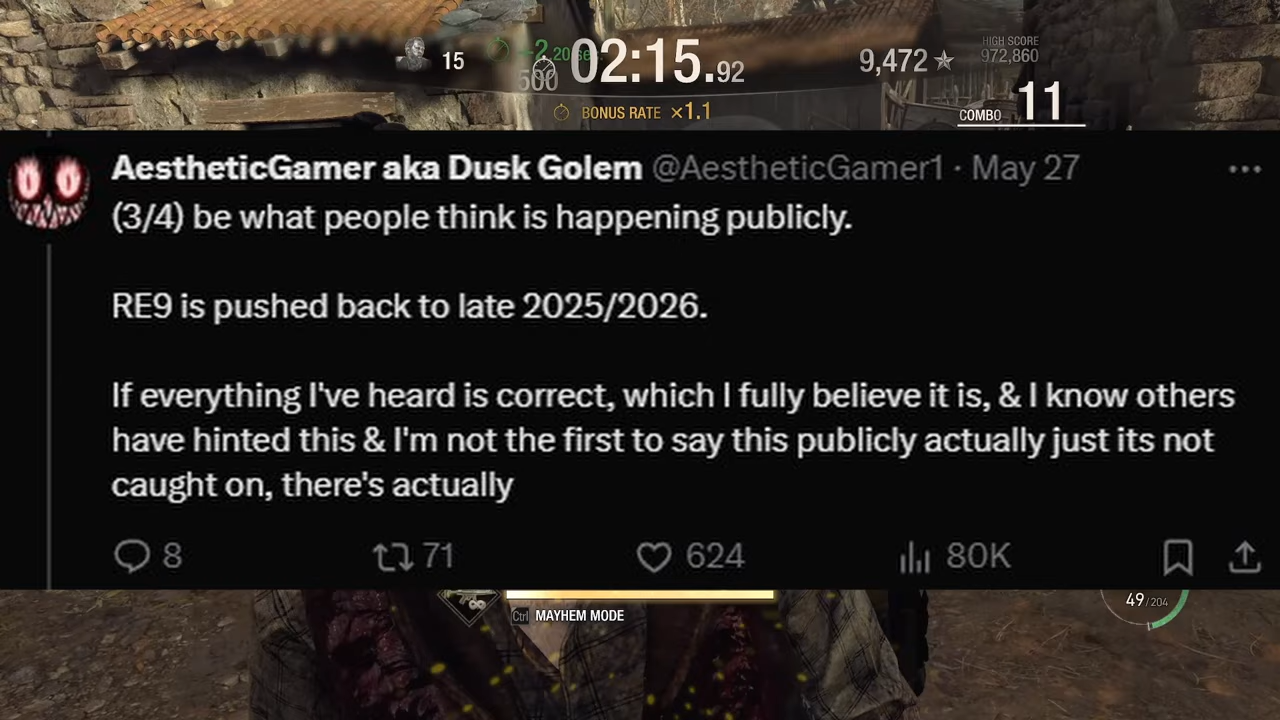 15
02:15.92
9,472
HIGH SCORE
972,860
500
BONUS RATE ×1.1
COMBO 11
AestheticGamer aka Dusk Golem @AestheticGamer1 · May 27
(3/4) be what people think is happening publicly.
RE9 is pushed back to late 2025/2026.
If everything I've heard is correct, which I fully believe it is, & I know others
have hinted this & I'm not the first to say this publicly actually just its not
caught on, there's actually
8 71 624 80K
Ctrl MAYHEM MODE
49/204